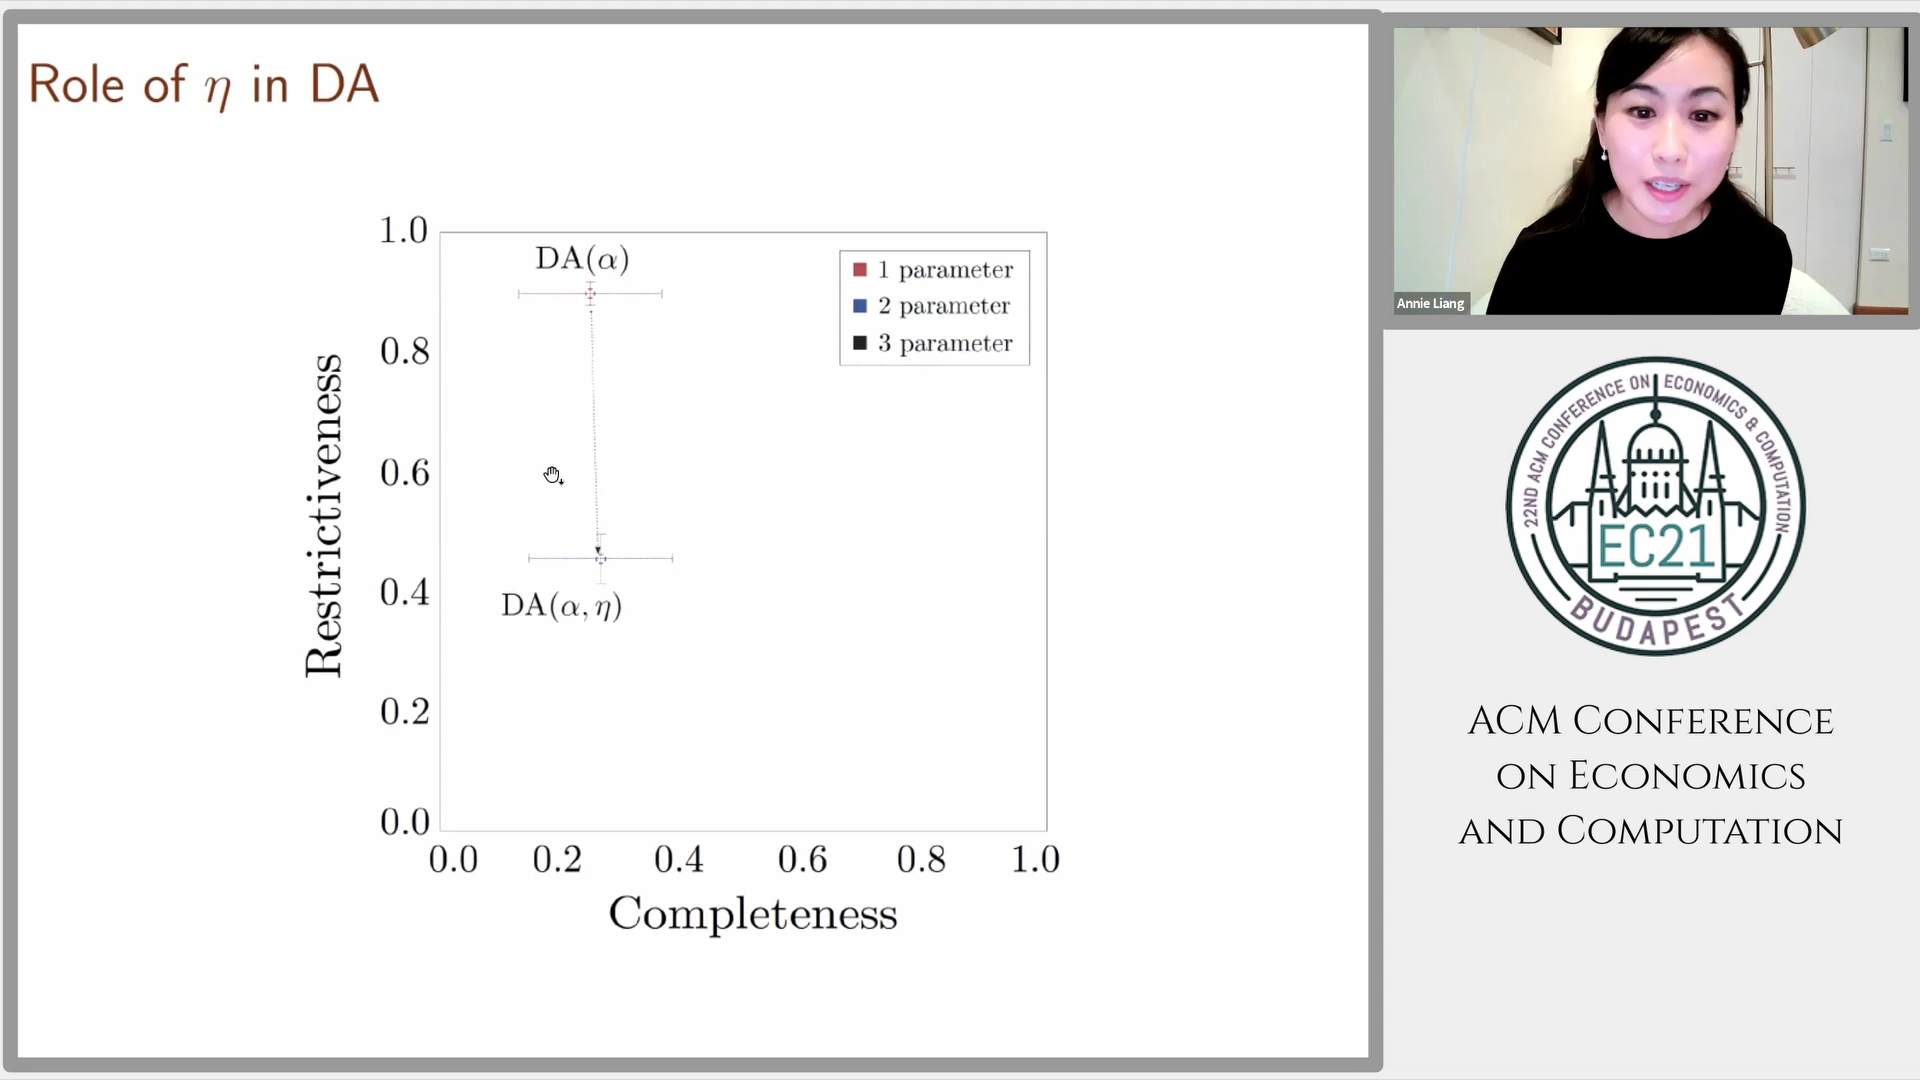 Role of η in DA
1.0
0.8
0.6
0.4
0.2
0.0
Restrictiveness
DA(α)
DA(α, η)
1 parameter
2 parameter
3 parameter
0.0 0.2 0.4 0.6 0.8 1.0
Completeness
Annie Liang
22ND ACM CONFERENCE ON ECONOMICS & COMPUTATION
EC21
BUDAPEST
ACM CONFERENCE
ON ECONOMICS
AND COMPUTATION